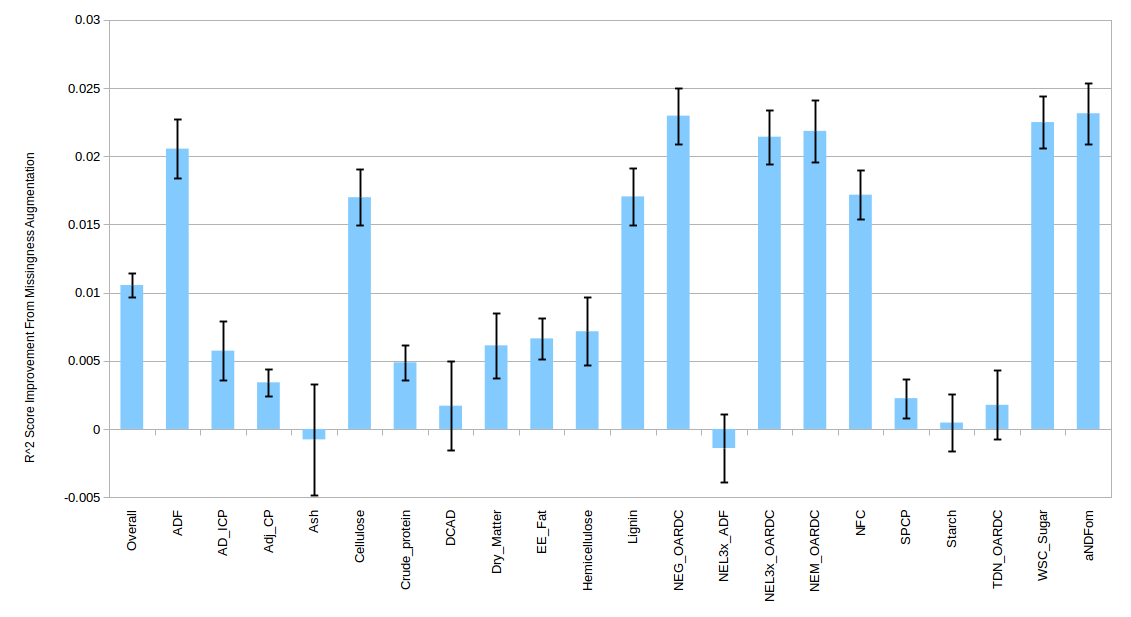 R^2 Score Improvement From Missingness Augmentation
0.03
0.025
0.02
0.015
0.01
0.005
0
-0.005
Overall
ADF
AD_ICP
Adj_CP
Ash
Cellulose
Crude_protein
DCAD
Dry_Matter
EE_Fat
Hemicellulose
Lignin
NEG_OARDC
NEL3x_ADF
NEL3x_OARDC
NEM_OARDC
NFC
SPCP
Starch
TDN_OARDC
WSC_Sugar
aNDFom